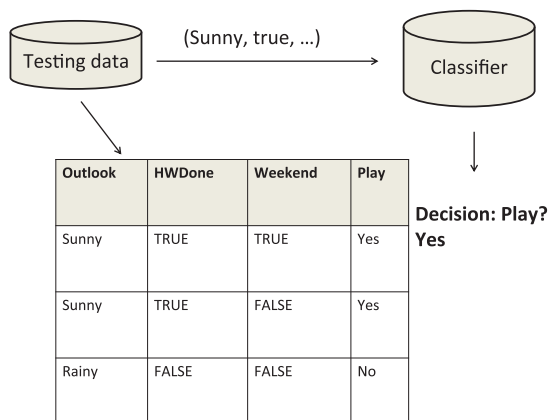 (Sunny, true, …)
Testing data
Classifier
Outlook HWDone Weekend Play
Decision: Play?
Yes
Sunny TRUE TRUE Yes
Sunny TRUE FALSE Yes
Rainy FALSE FALSE No